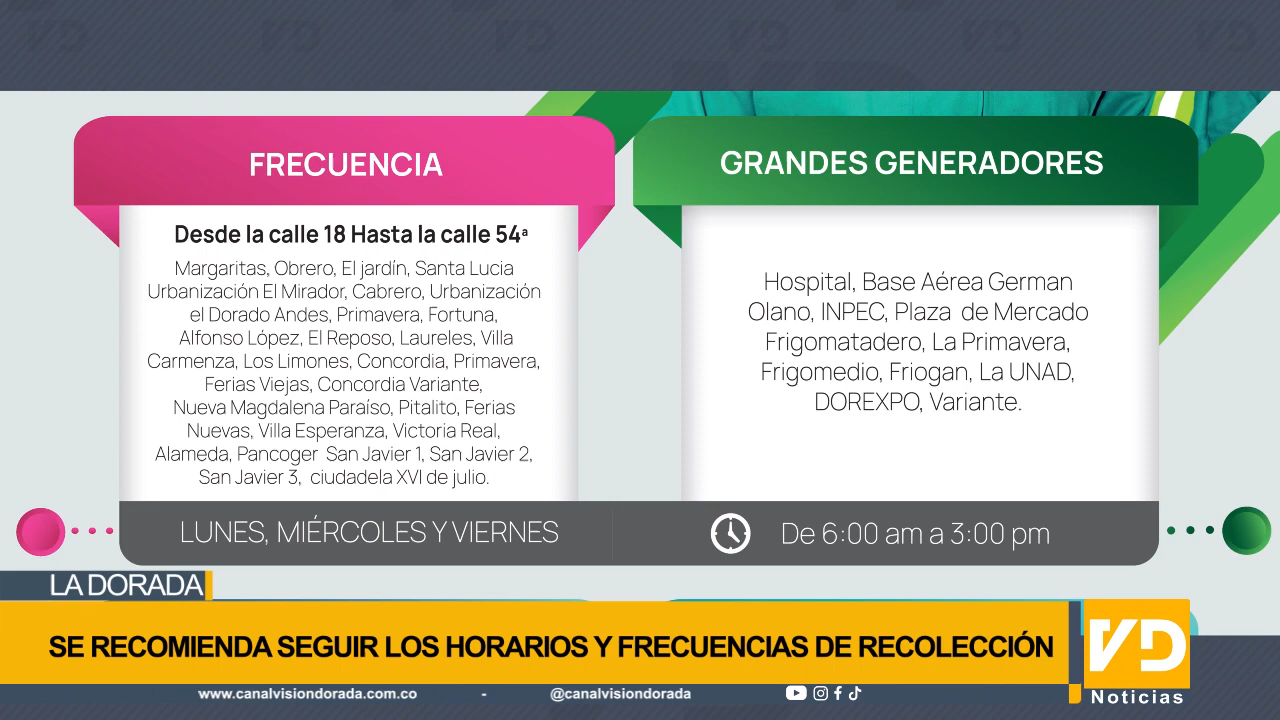 FRECUENCIA
Desde la calle 18 Hasta la calle 54ª
Margaritas, Obrero, El jardín, Santa Lucia
Urbanización El Mirador, Cabrero, Urbanización
el Dorado Andes, Primavera, Fortuna,
Alfonso López, El Reposo, Laureles, Villa
Carmenza, Los Limones, Concordia, Primavera,
Ferias Viejas, Concordia Variante,
Nueva Magdalena Paraíso, Pitalito, Ferias
Nuevas, Villa Esperanza, Victoria Real,
Alameda, Pancoger San Javier 1, San Javier 2,
San Javier 3, ciudadela XVI de julio.
LUNES, MIÉRCOLES Y VIERNES
GRANDES GENERADORES
Hospital, Base Aérea German
Olano, INPEC, Plaza de Mercado
Frigomatadero, La Primavera,
Frigomedio, Friogan, La UNAD,
DOREXPO, Variante.
De 6:00 am a 3:00 pm
LA DORADA
SE RECOMIENDA SEGUIR LOS HORARIOS Y FRECUENCIAS DE RECOLECCIÓN
VD
Noticias
www.canalvisiondorada.com.co - @canalvisiondorada